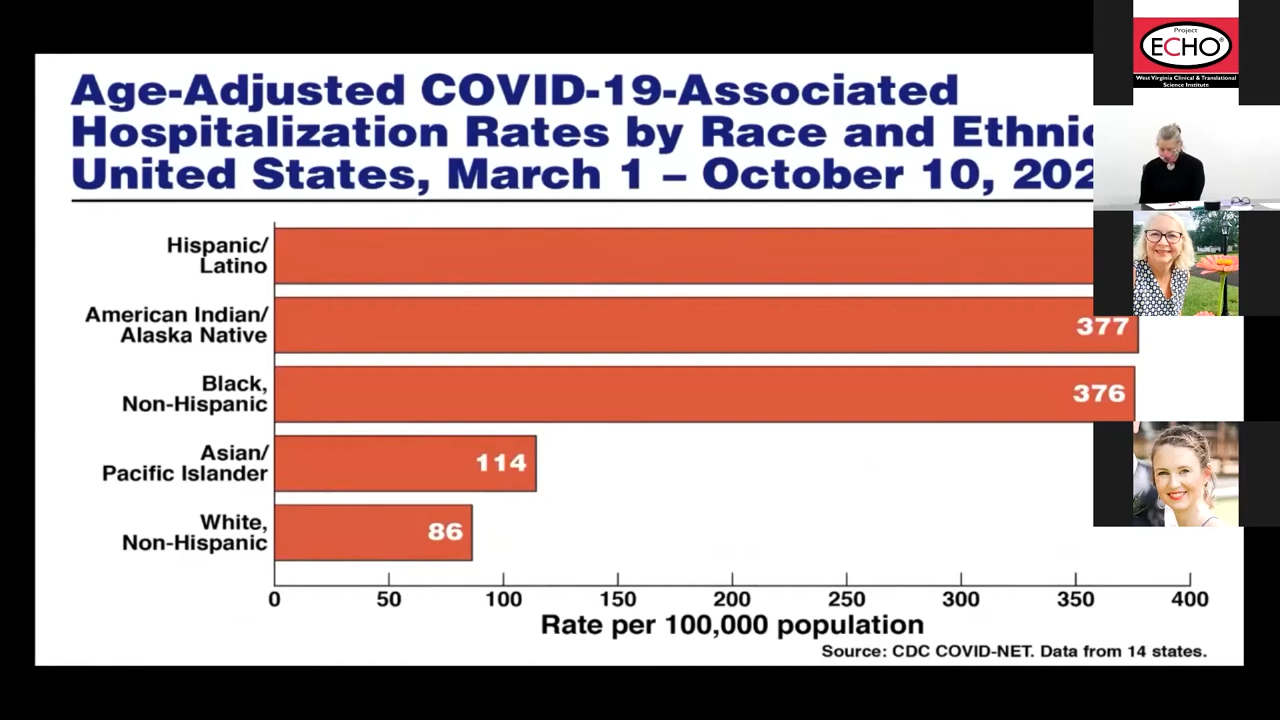 Age-Adjusted COVID-19-Associated
Hospitalization Rates by Race and
United States, March 1 – October 10,
Hispanic/
Latino
American Indian/
Alaska Native
377
Black,
Non-Hispanic
376
Asian/
Pacific Islander
114
White,
Non-Hispanic
86
0 50 100 150 200 250 300 350 400
Rate per 100,000 population
Source: CDC COVID-NET. Data from 14 states.
Project
ECHO®
West Virginia Clinical & Translational
Science Institute